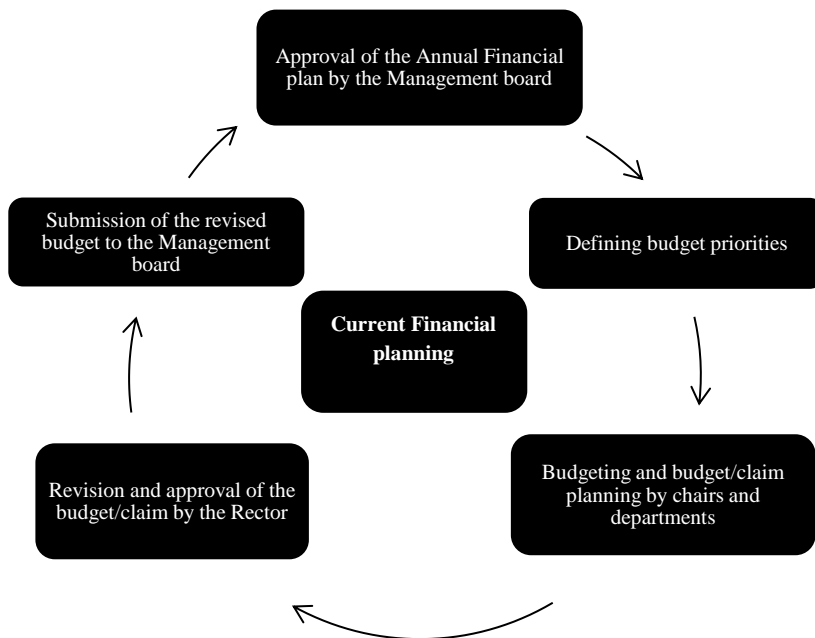 Approval of the Annual Financial
plan by the Management board
Defining budget priorities
Budgeting and budget/claim
planning by chairs and
departments
Revision and approval of the
budget/claim by the Rector
Submission of the revised
budget to the Management
board
Current Financial
planning